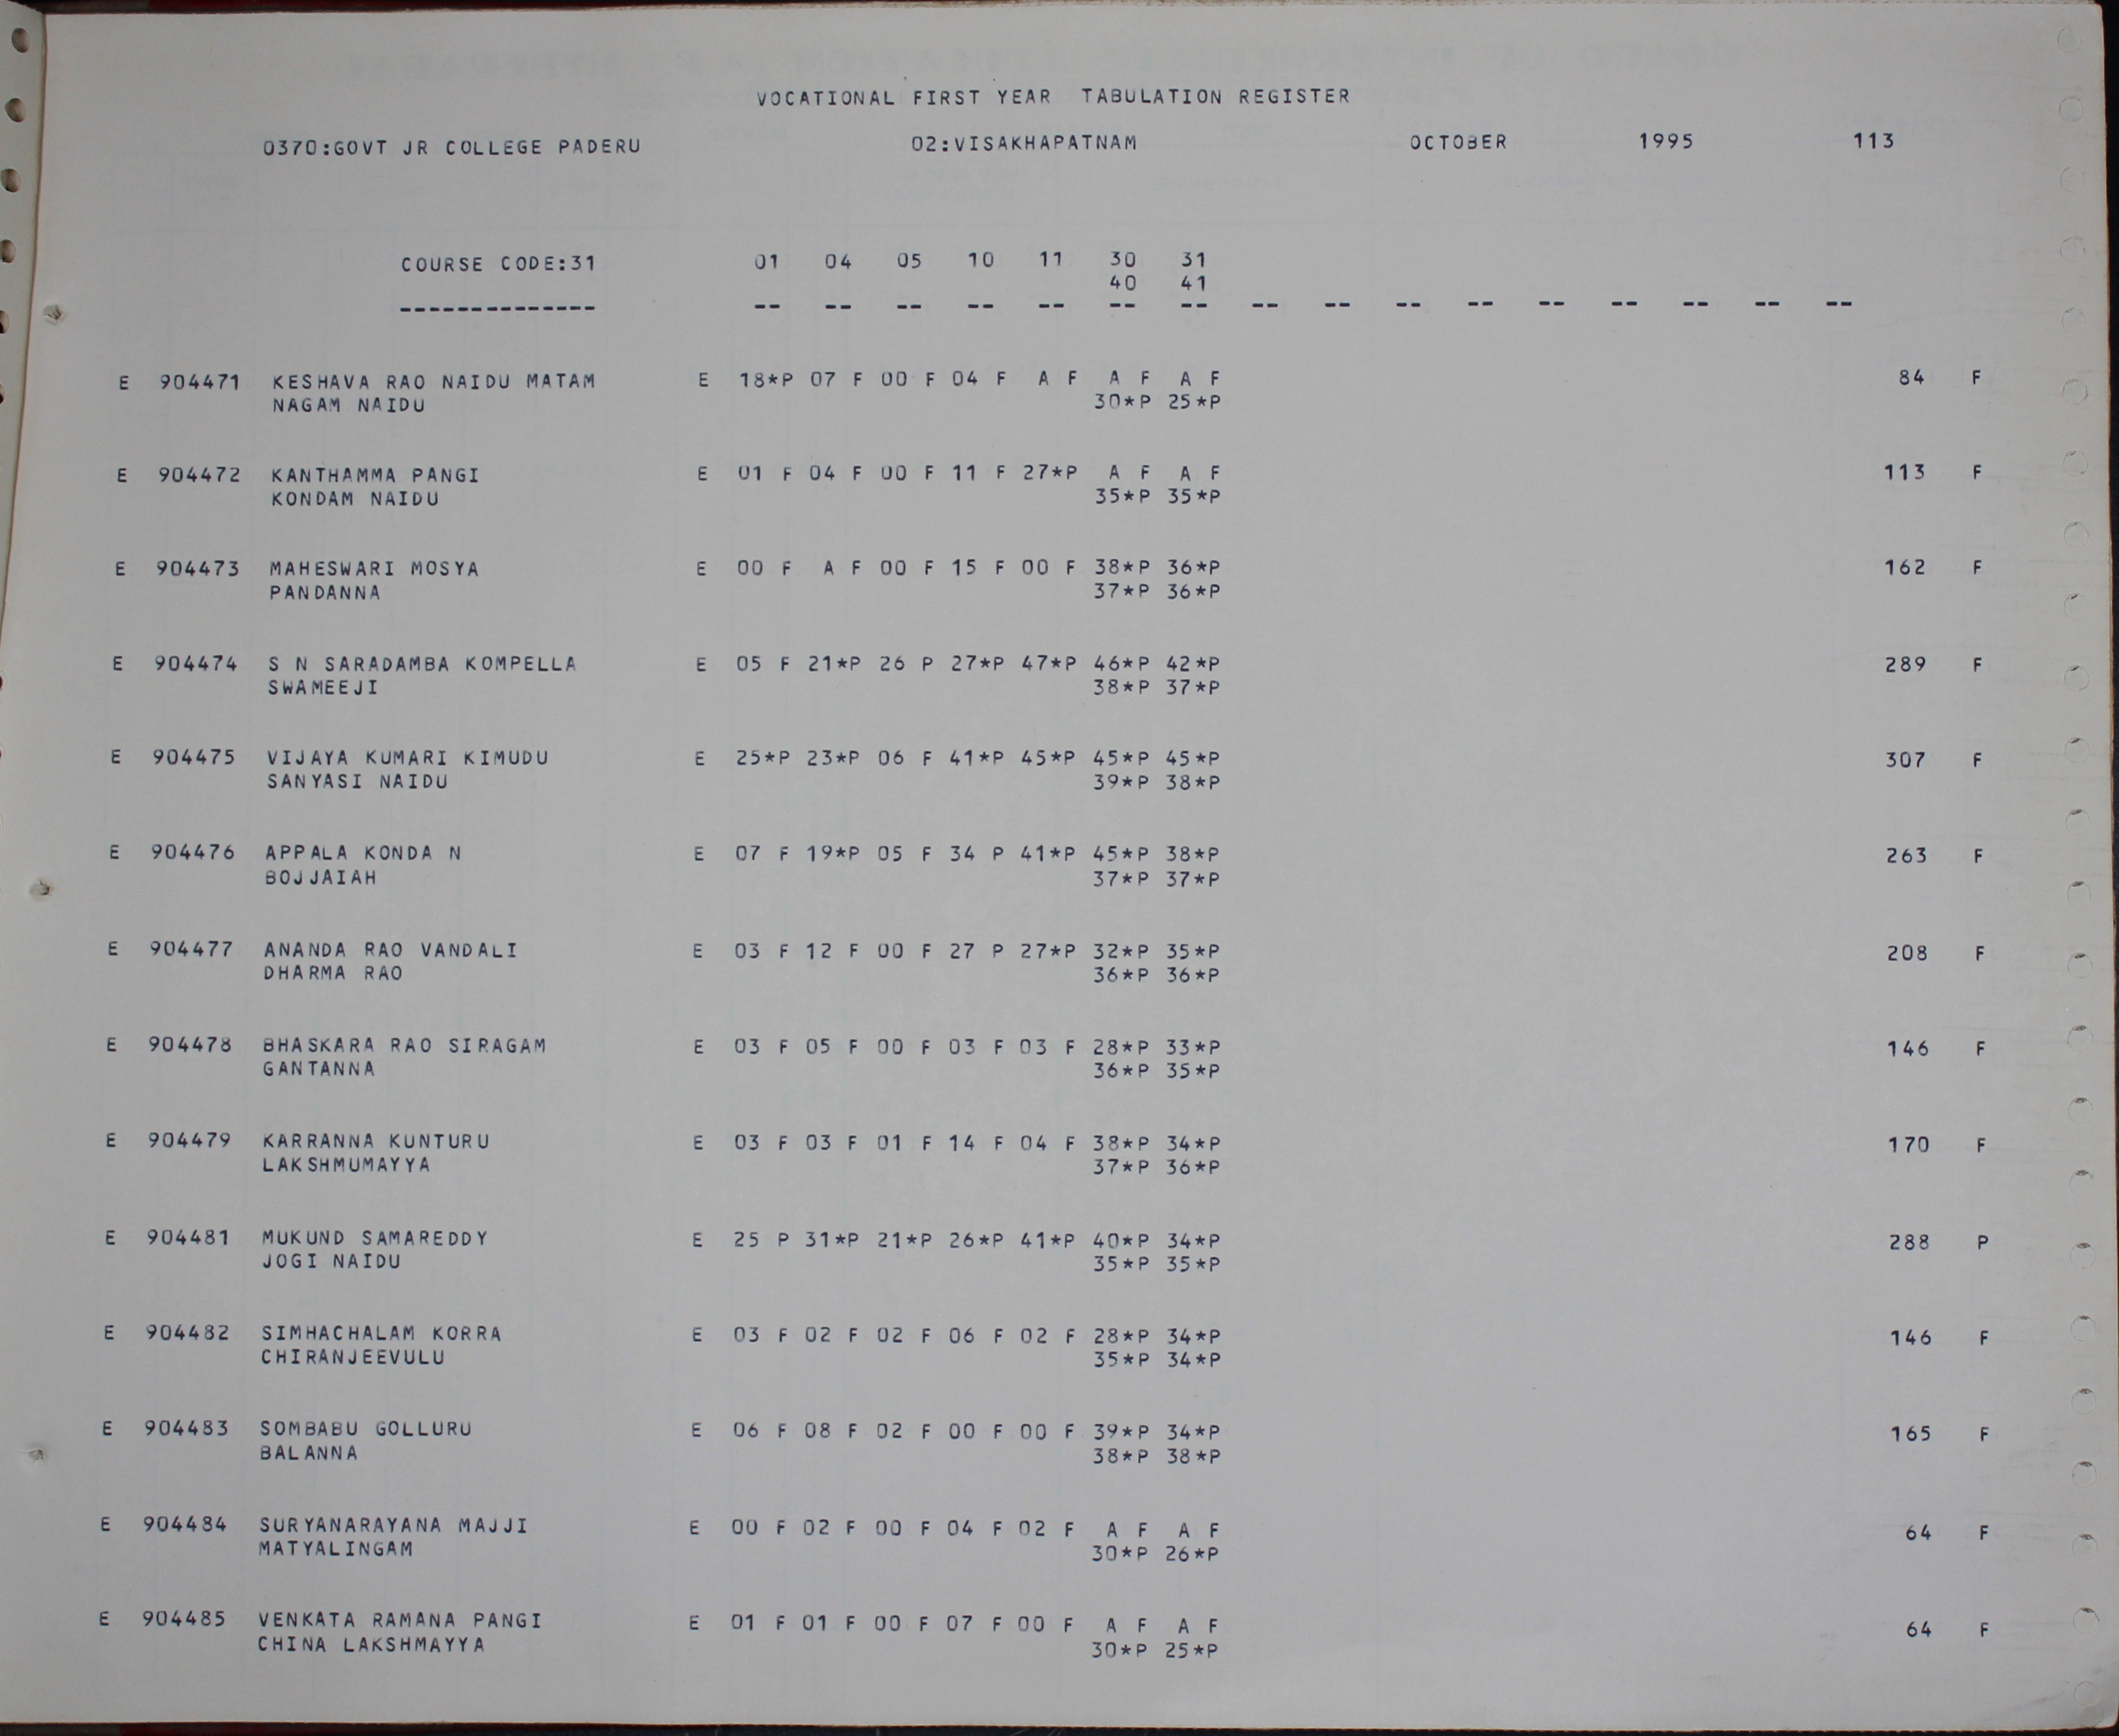 VOCATIONAL FIRST YEAR TABULATION REGISTER
0370:GOVT JR COLLEGE PADERU 02:VISAKHAPATNAM OCTOBER 1995 113
COURSE CODE:31 01 04 05 10 11 30 31
40 41
-------------- -- -- -- -- -- -- -- -- -- -- -- -- -- -- -- --
E 904471 KESHAVA RAO NAIDU MATAM E 18*P 07 F 00 F 04 F A F A F A F 84 F
NAGAM NAIDU 30*P 25*P
E 904472 KANTHAMMA PANGI E 01 F 04 F 00 F 11 F 27*P A F A F 113 F
KONDAM NAIDU 35*P 35*P
E 904473 MAHESWARI MOSYA E 00 F A F 00 F 15 F 00 F 38*P 36*P 162 F
PANDANNA 37*P 36*P
E 904474 S N SARADAMBA KOMPELLA E 05 F 21*P 26 P 27*P 47*P 46*P 42*P 289 F
SWAMEEJI 38*P 37*P
E 904475 VIJAYA KUMARI KIMUDU E 25*P 23*P 06 F 41*P 45*P 45*P 45*P 307 F
SANYASI NAIDU 39*P 38*P
E 904476 APPALA KONDA N E 07 F 19*P 05 F 34 P 41*P 45*P 38*P 263 F
BOJJAIAH 37*P 37*P
E 904477 ANANDA RAO VANDALI E 03 F 12 F 00 F 27 P 27*P 32*P 35*P 208 F
DHARMA RAO 36*P 36*P
E 904478 BHASKARA RAO SIRAGAM E 03 F 05 F 00 F 03 F 03 F 28*P 33*P 146 F
GANTANNA 36*P 35*P
E 904479 KARRANNA KUNTURU E 03 F 03 F 01 F 14 F 04 F 38*P 34*P 170 F
LAKSHMUMAYYA 37*P 36*P
E 904481 MUKUND SAMAREDDY E 25 P 31*P 21*P 26*P 41*P 40*P 34*P 288 P
JOGI NAIDU 35*P 35*P
E 904482 SIMHACHALAM KORRA E 03 F 02 F 02 F 06 F 02 F 28*P 34*P 146 F
CHIRANJEEVULU 35*P 34*P
E 904483 SOMBABU GOLLURU E 06 F 08 F 02 F 00 F 00 F 39*P 34*P 165 F
BALANNA 38*P 38*P
E 904484 SURYANARAYANA MAJJI E 00 F 02 F 00 F 04 F 02 F A F A F 64 F
MATYALINGAM 30*P 26*P
E 904485 VENKATA RAMANA PANGI E 01 F 01 F 00 F 07 F 00 F A F A F 64 F
CHINA LAKSHMAYYA 30*P 25*P